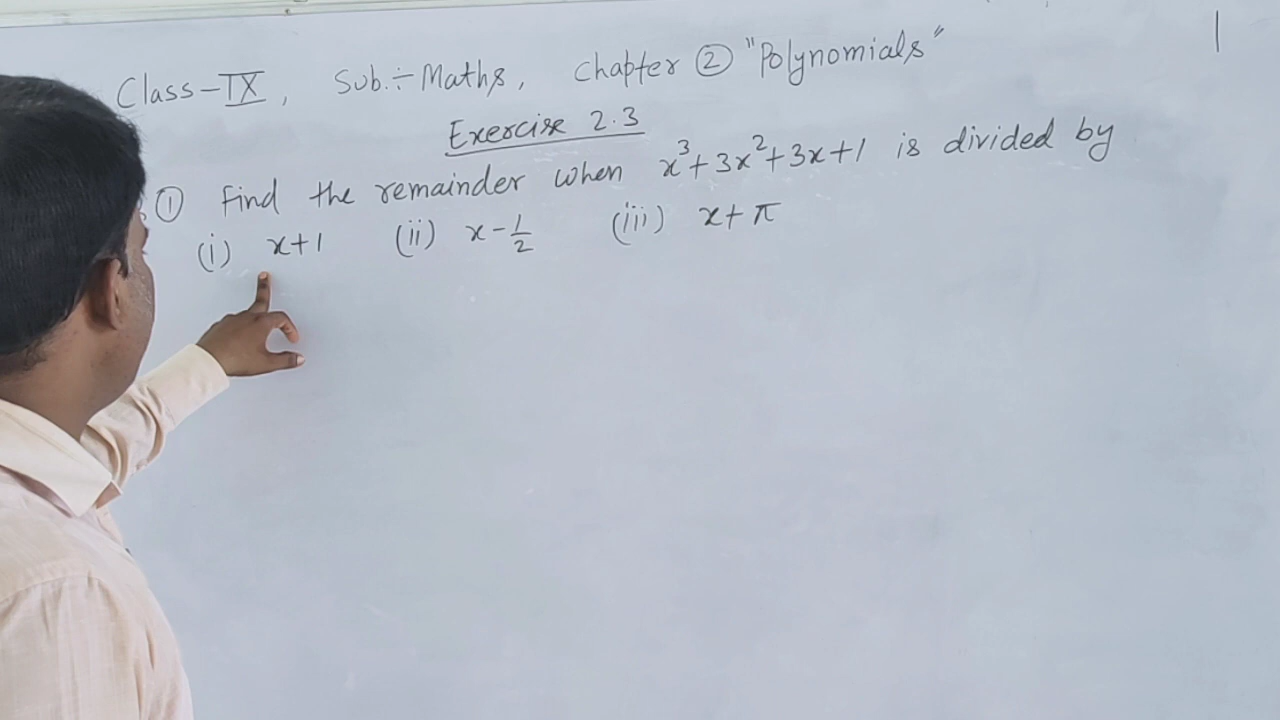 Class-IX, Sub.÷ Maths, Chapter ② "Polynomials"
Exercise 2.3
① Find the remainder when x³+3x²+3x+1 is divided by
(i) x+1 (ii) x-1/2 (iii) x+π